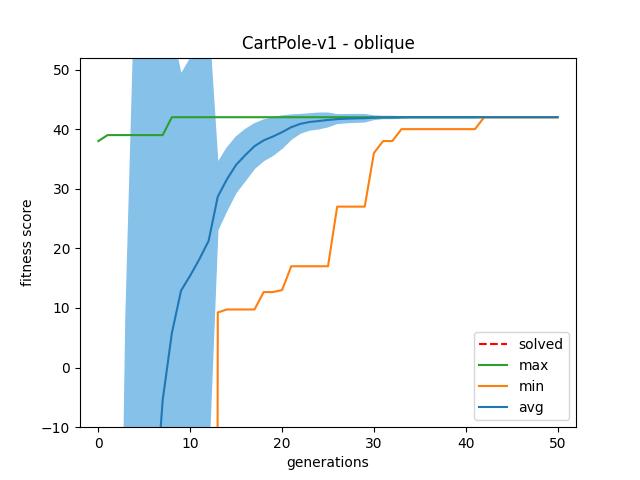 CartPole-v1 - oblique
fitness score
50
40
30
20
10
0
−10
0 10 20 30 40 50
generations
solved
max
min
avg